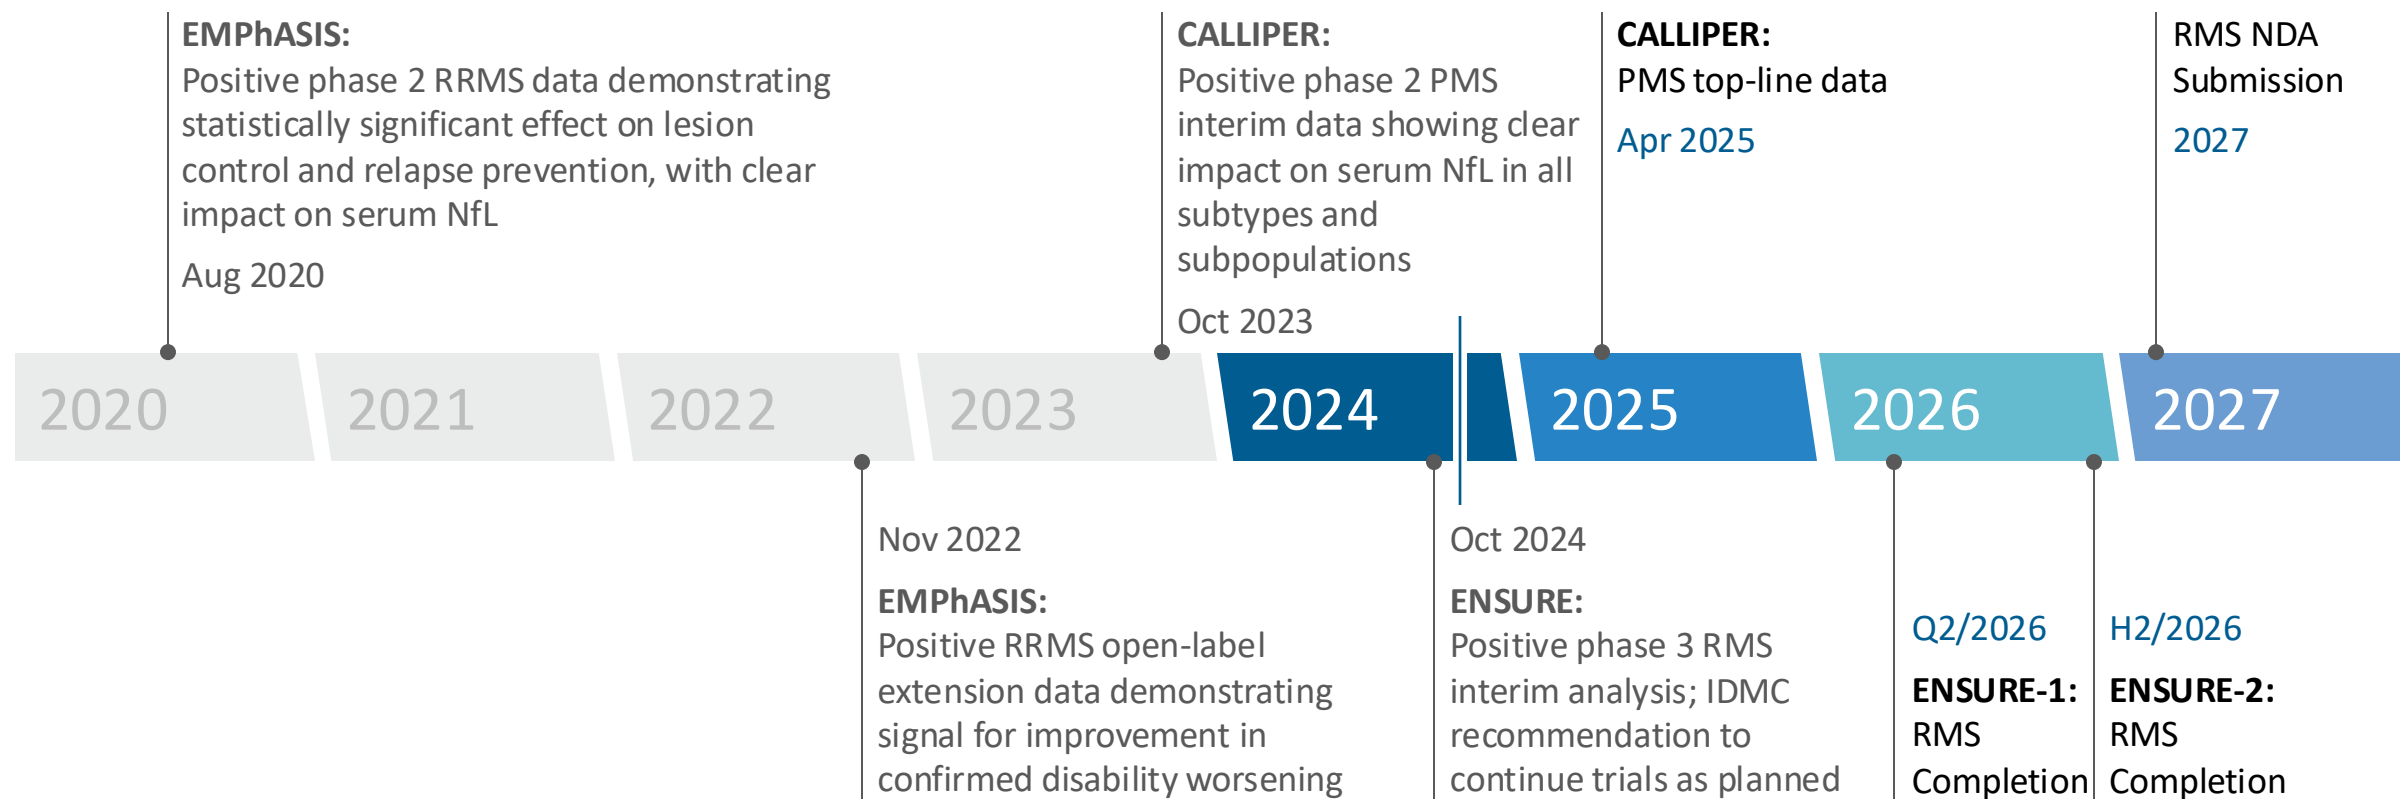 EMPhASIS:
Positive phase 2 RRMS data demonstrating
statistically significant effect on lesion
control and relapse prevention, with clear
impact on serum NfL
Aug 2020
CALLIPER:
Positive phase 2 PMS
interim data showing clear
impact on serum NfL in all
subtypes and
subpopulations
Oct 2023
CALLIPER:
PMS top-line data
Apr 2025
RMS NDA
Submission
2027
2020
2021
2022
2023
2024
2025
2026
2027
Nov 2022
EMPhASIS:
Positive RRMS open-label
extension data demonstrating
signal for improvement in
confirmed disability worsening
Oct 2024
ENSURE:
Positive phase 3 RMS
interim analysis; IDMC
recommendation to
continue trials as planned
Q2/2026
ENSURE-1:
RMS
Completion
H2/2026
ENSURE-2:
RMS
Completion